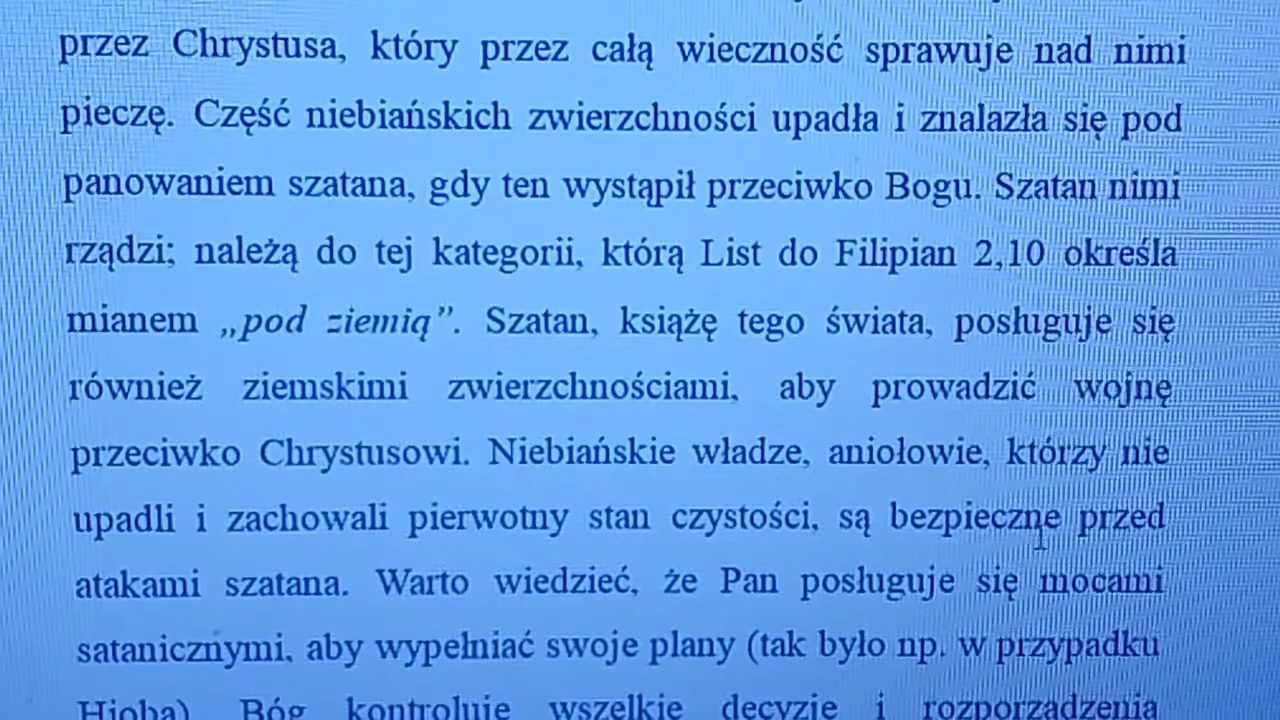 przez Chrystusa, który przez całą wieczność sprawuje nad nimi
pieczę. Część niebiańskich zwierzchności upadła i znalazła się pod
panowaniem szatana, gdy ten wystąpił przeciwko Bogu. Szatan nimi
rządzi; należą do tej kategorii, którą List do Filipian 2,10 określa
mianem „pod ziemią”. Szatan, książę tego świata, posługuje się
również ziemskimi zwierzchnościami, aby prowadzić wojnę
przeciwko Chrystusowi. Niebiańskie władze, aniołowie, którzy nie
upadli i zachowali pierwotny stan czystości, są bezpieczne przed
atakami szatana. Warto wiedzieć, że Pan posługuje się mocami
satanicznymi, aby wypełniać swoje plany (tak było np. w przypadku
Hioba). Bóg kontroluje wszelkie decyzje i rozporządzenia